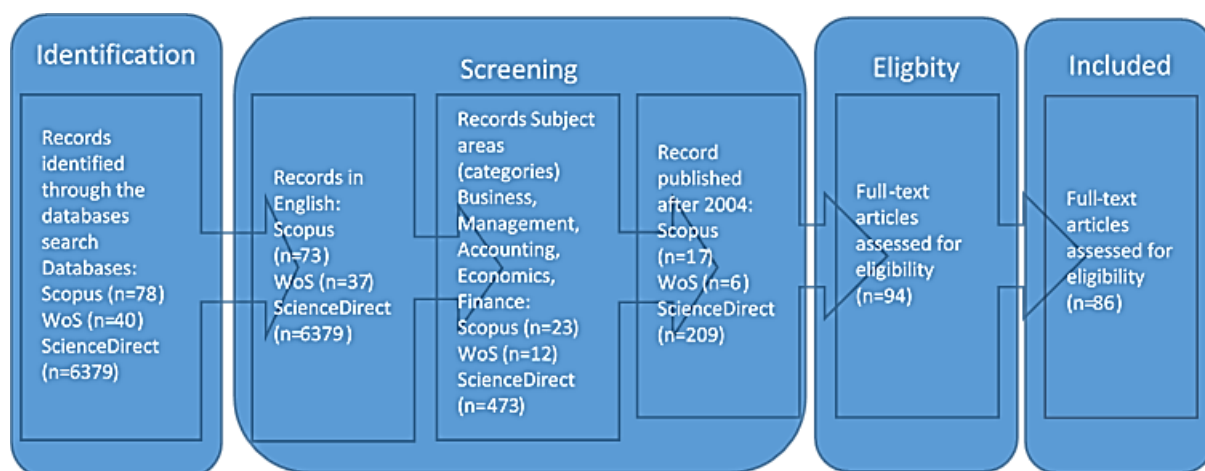 Identification
Records
identified
through the
databases
search
Databases:
Scopus (n=78)
WoS (n=40)
ScienceDirect
(n=6379)
Screening
Records in
English:
Scopus
(n=73)
WoS (n=37)
ScienceDirect
(n=6379)
Records Subject
areas
(categories)
Business,
Management,
Accounting,
Economics,
Finance:
Scopus (n=23)
WoS (n=12)
ScienceDirect
(n=473)
Record
published
after 2004:
Scopus
(n=17)
WoS (n=6)
ScienceDirect
(n=209)
Eligbity
Full-text
articles
assessed for
eligibility
(n=94)
Included
Full-text
articles
assessed for
eligibility
(n=86)